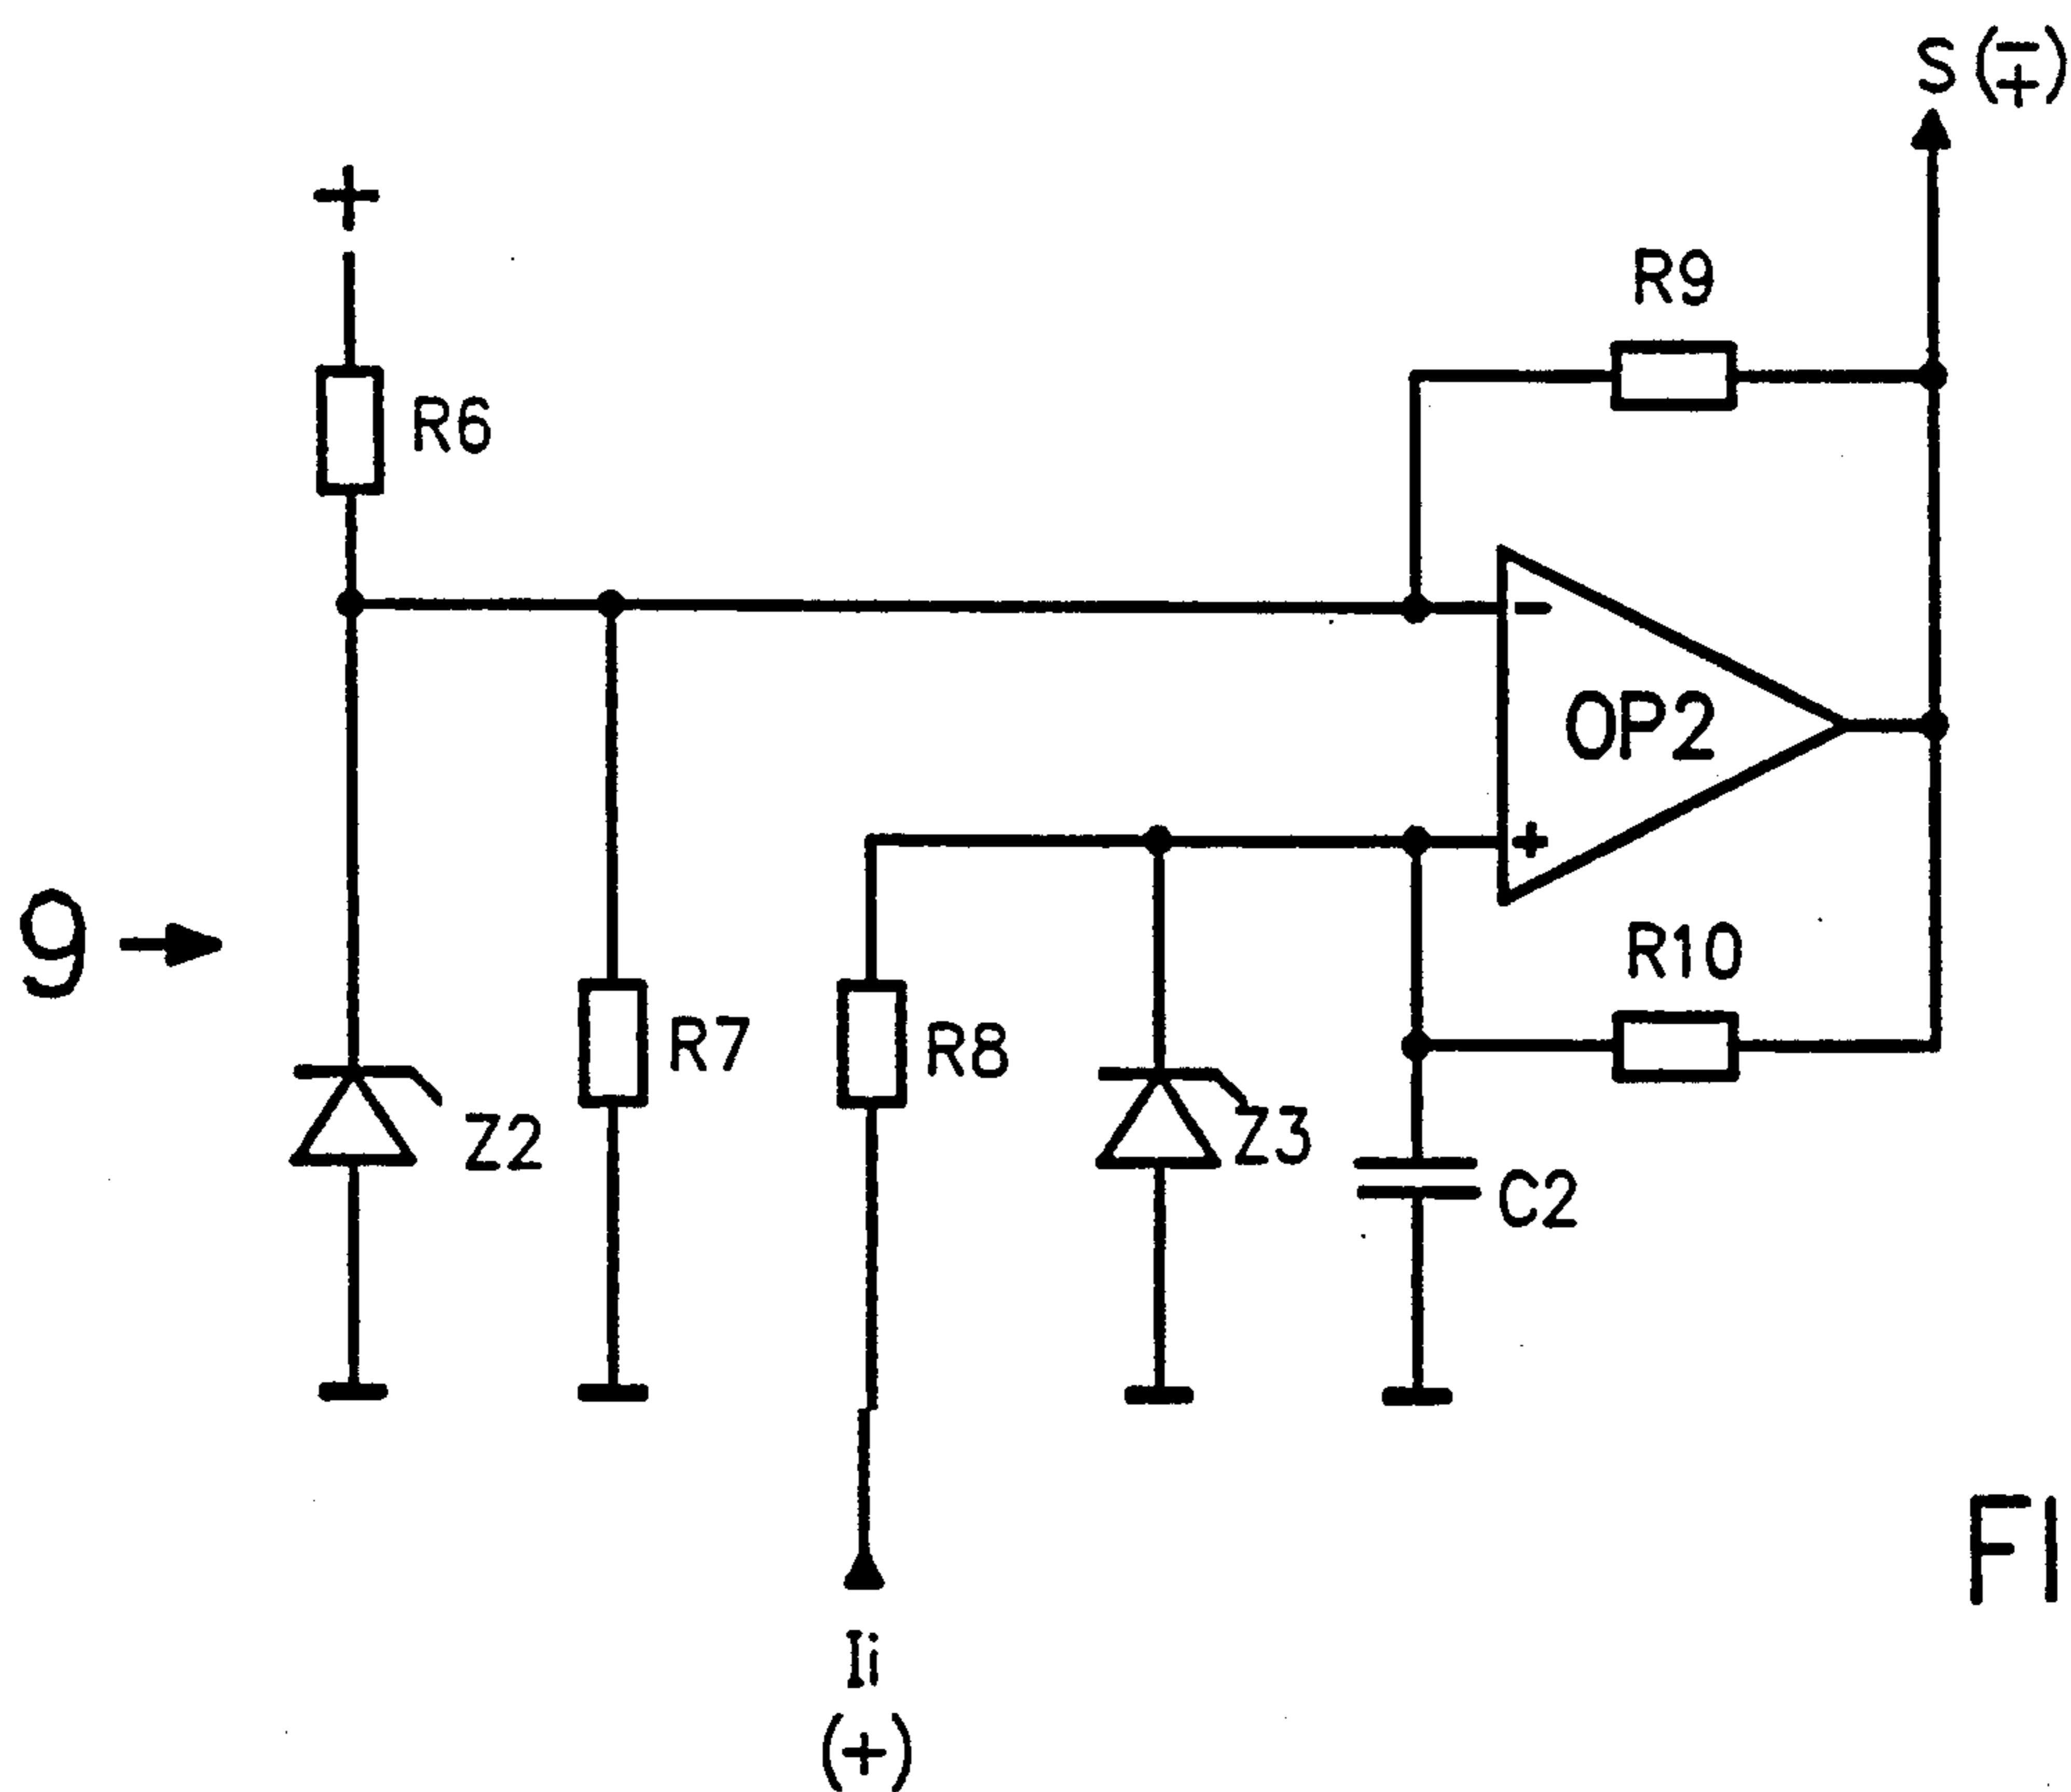 S (∓)
+
R9
R6
-
OP2
+
9
R10
R7
R8
Z2
Z3
C2
FI
Ii
(+)